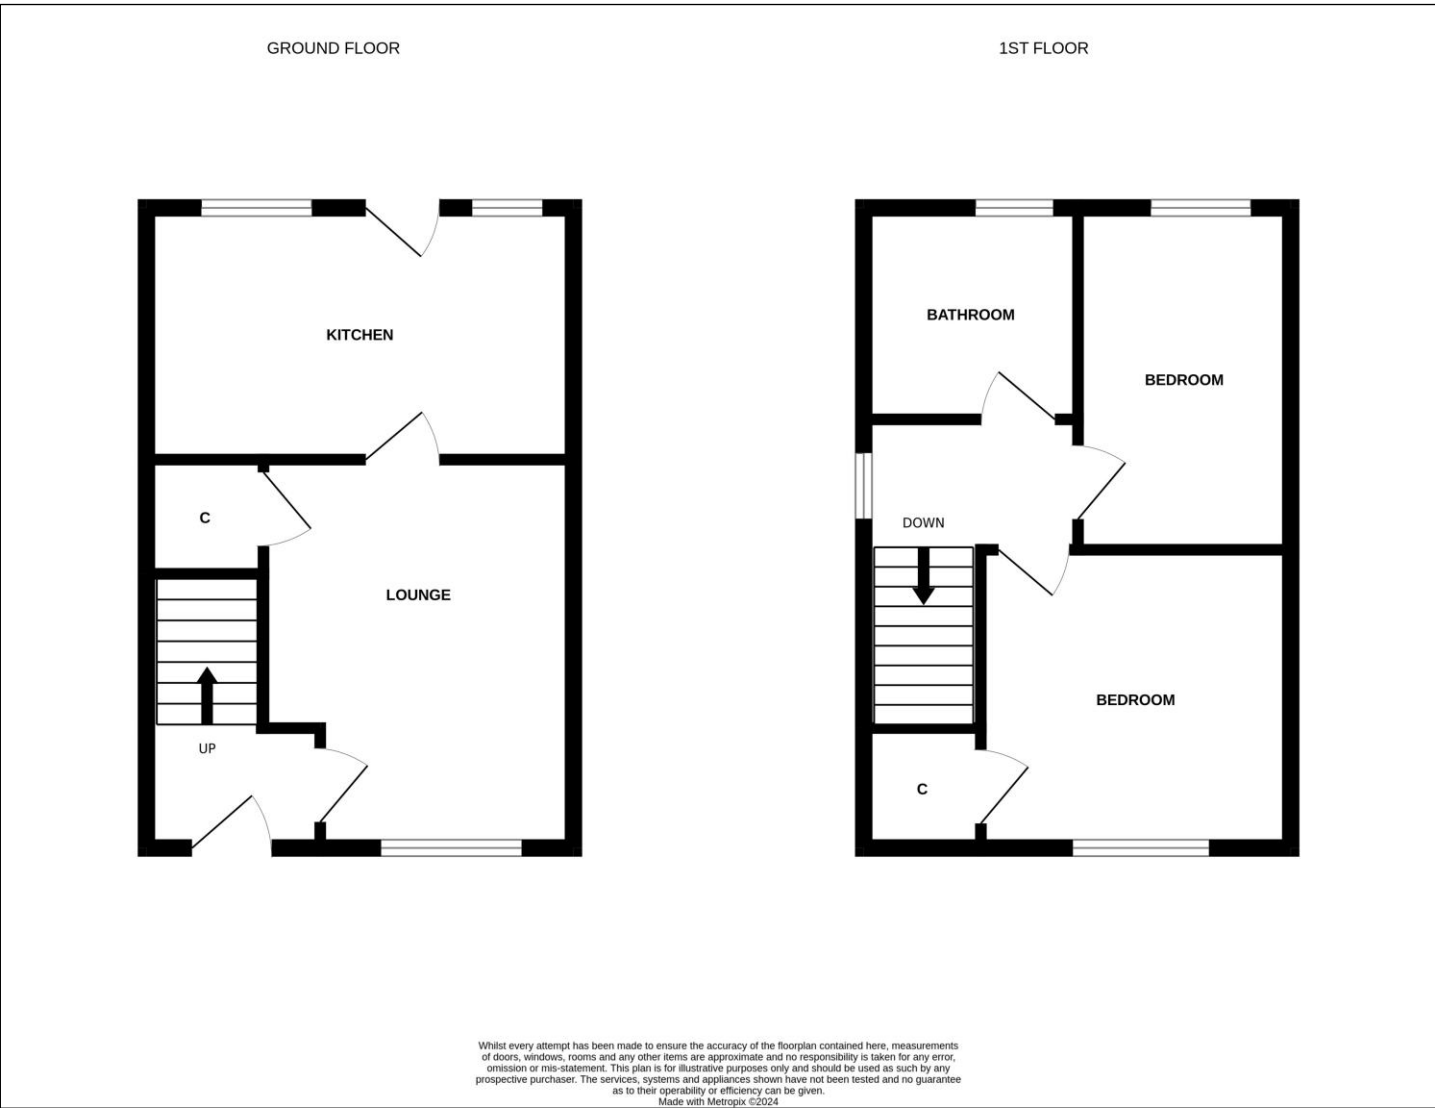 GROUND FLOOR
1ST FLOOR
KITCHEN
C
LOUNGE
UP
BATHROOM
BEDROOM
DOWN
BEDROOM
C
Whilst every attempt has been made to ensure the accuracy of the floorplan contained here, measurements
of doors, windows, rooms and any other items are approximate and no responsibility is taken for any error,
omission or mis-statement. This plan is for illustrative purposes only and should be used as such by any
prospective purchaser. The services, systems and appliances shown have not been tested and no guarantee
as to their operability or efficiency can be given.
Made with Metropix ©2024